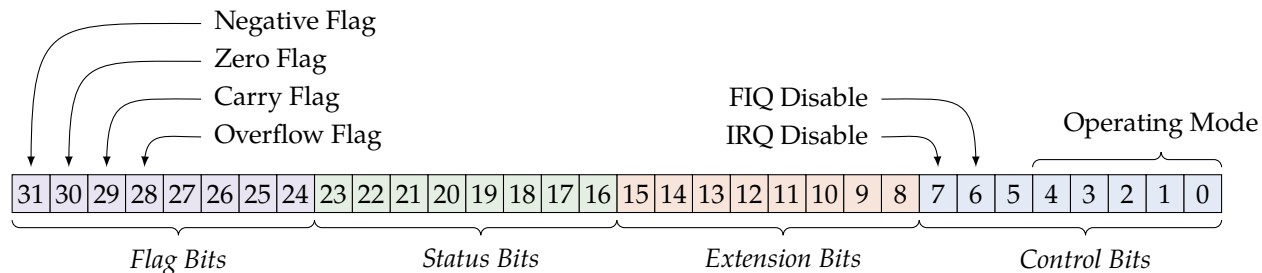 Negative Flag
Zero Flag
Carry Flag
Overflow Flag
FIQ Disable
IRQ Disable
Operating Mode
31 30 29 28 27 26 25 24 23 22 21 20 19 18 17 16 15 14 13 12 11 10 9 8 7 6 5 4 3 2 1 0
Flag Bits Status Bits Extension Bits Control Bits